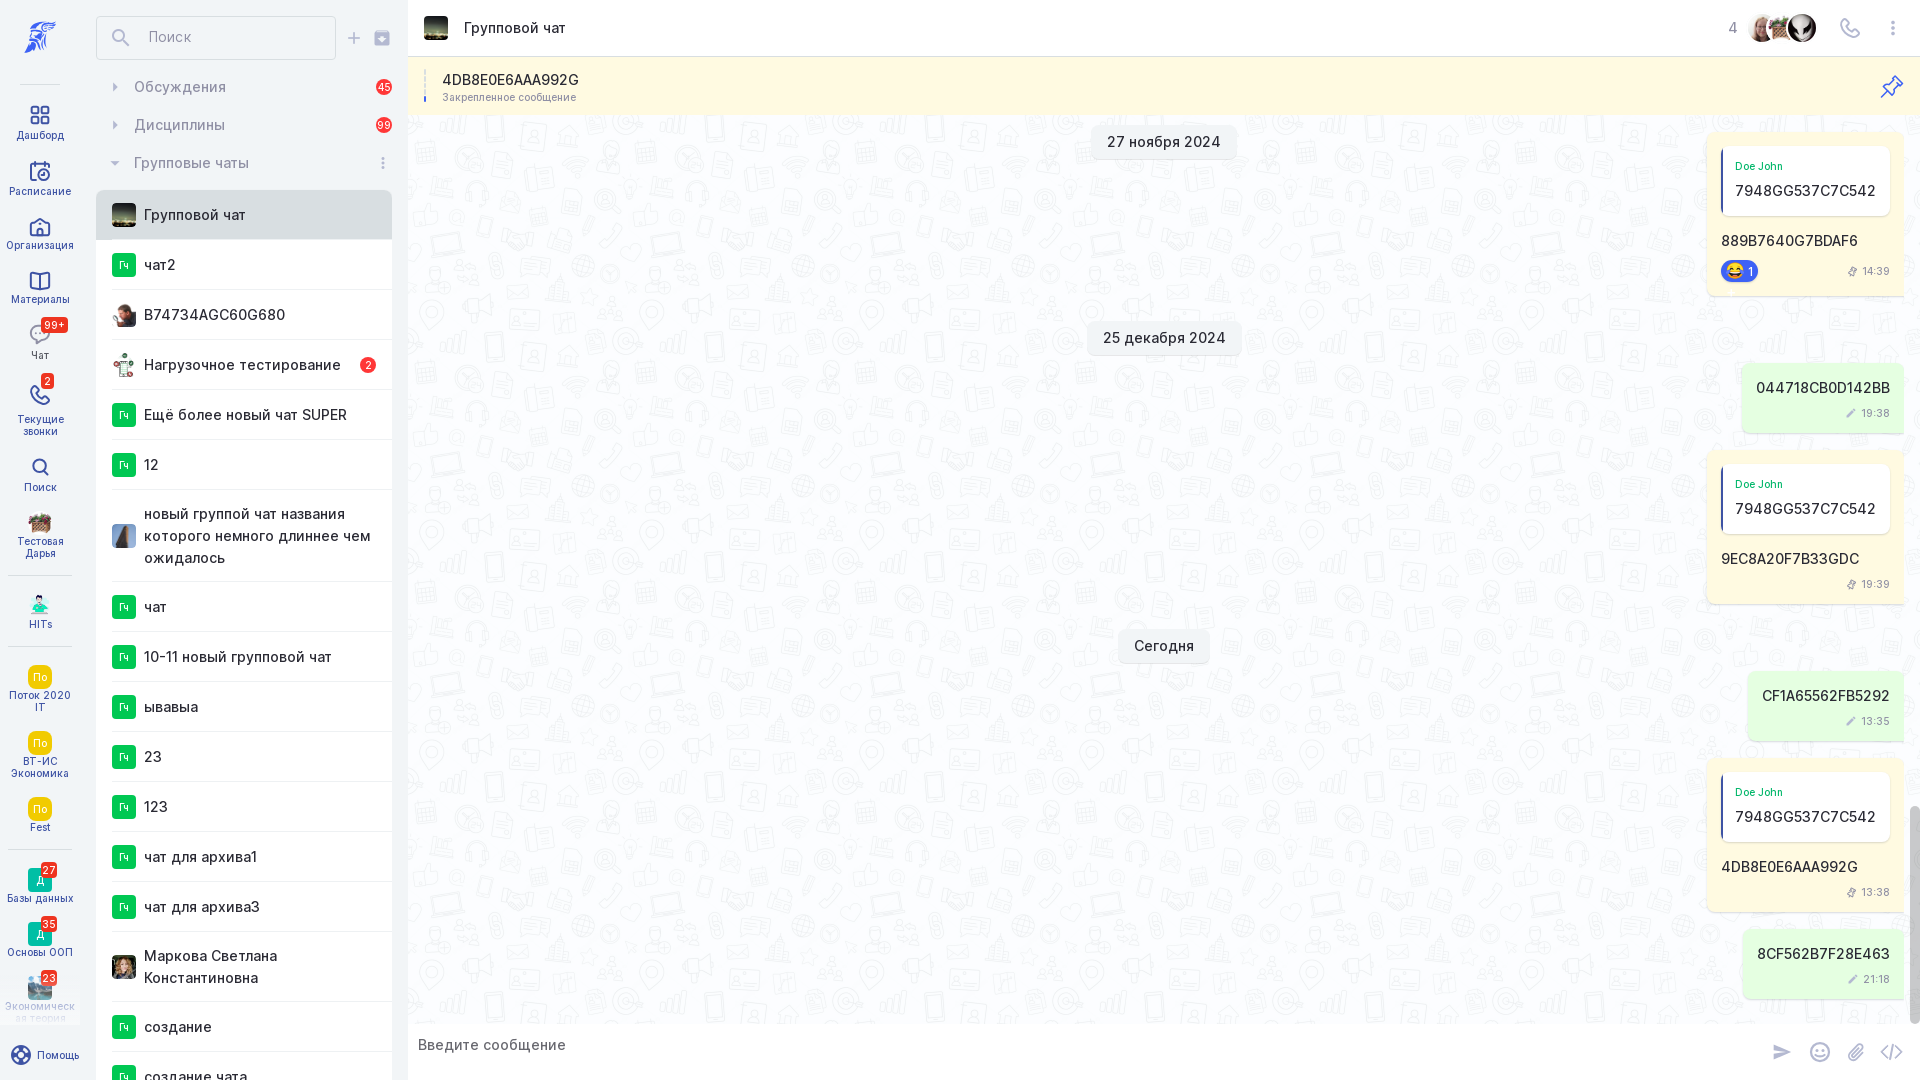 Дашборд
Расписание
Организация
Материалы
99+
Чат
2
Текущие
звонки
Поиск
Тестовая
Дарья
HITs
По
Поток 2020
IT
По
ВТ-ИС
Экономика
По
Fest
27
Д
Базы данных
35
Д
Основы ООП
23
Экономическ
ая теория
Помощь
Поиск
Обсуждения
45
Дисциплины
99
Групповые чаты
Групповой чат
Гч
чат2
B74734AGC60G680
Нагрузочное тестирование
2
Гч
Ещё более новый чат SUPER
Гч
12
новый группой чат названия
которого немного длиннее чем
ожидалось
Гч
чат
Гч
10-11 новый групповой чат
Гч
ывавыа
Гч
23
Гч
123
Гч
чат для архива1
Гч
чат для архива3
Маркова Светлана
Константиновна
Гч
создание
Гч
создание чата
Групповой чат
4
4DB8E0E6AAA992G
Закрепленное сообщение
27 ноября 2024
Doe John
7948GG537C7C542
889B7640G7BDAF6
😂 1
14:39
25 декабря 2024
044718CB0D142BB
19:38
Doe John
7948GG537C7C542
9EC8A20F7B33GDC
19:39
Сегодня
CF1A65562FB5292
13:35
Doe John
7948GG537C7C542
4DB8E0E6AAA992G
13:38
8CF562B7F28E463
21:18
Введите сообщение